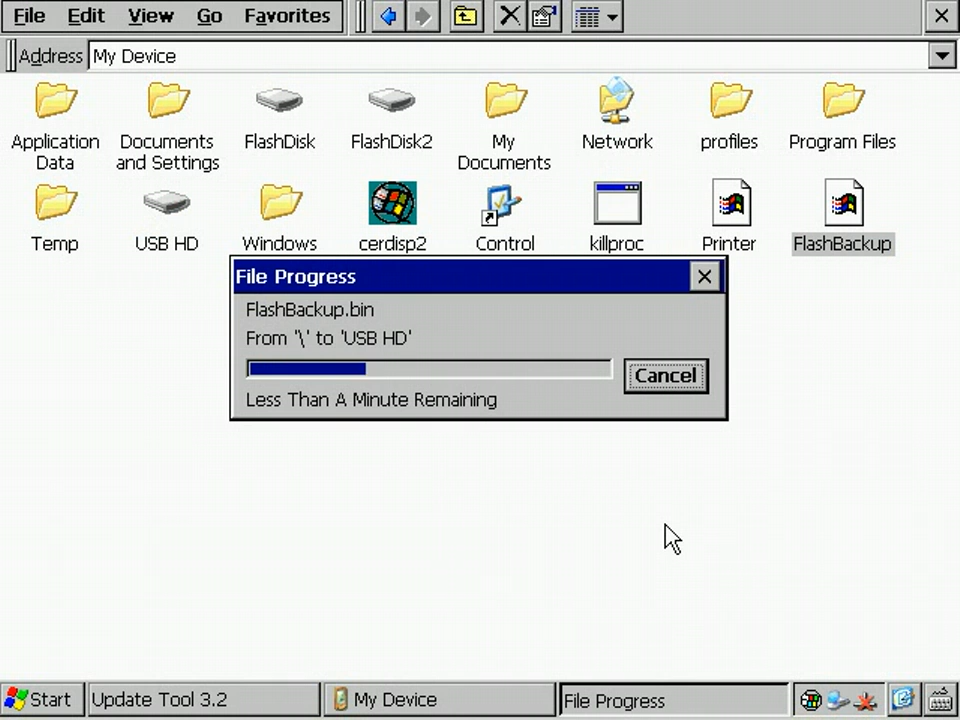 File Edit View Go Favorites
Address My Device
Application Data
Documents and Settings
FlashDisk
FlashDisk2
My Documents
Network
profiles
Program Files
Temp
USB HD
Windows
cerdisp2
Control
killproc
Printer
FlashBackup
File Progress
FlashBackup.bin
From '\' to 'USB HD'
Cancel
Less Than A Minute Remaining
Start Update Tool 3.2 My Device File Progress